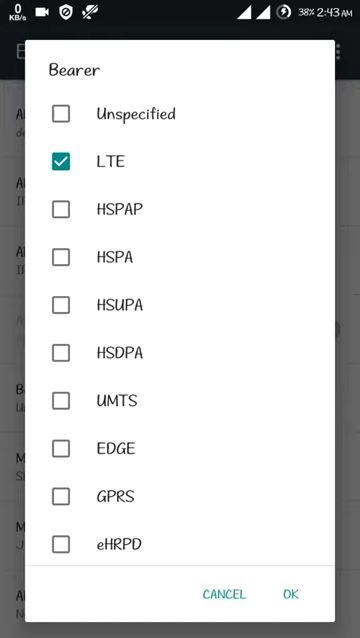 0
KB/s
38% 2:43 AM
Bearer
Unspecified
LTE
HSPAP
HSPA
HSUPA
HSDPA
UMTS
EDGE
GPRS
eHRPD
CANCEL OK